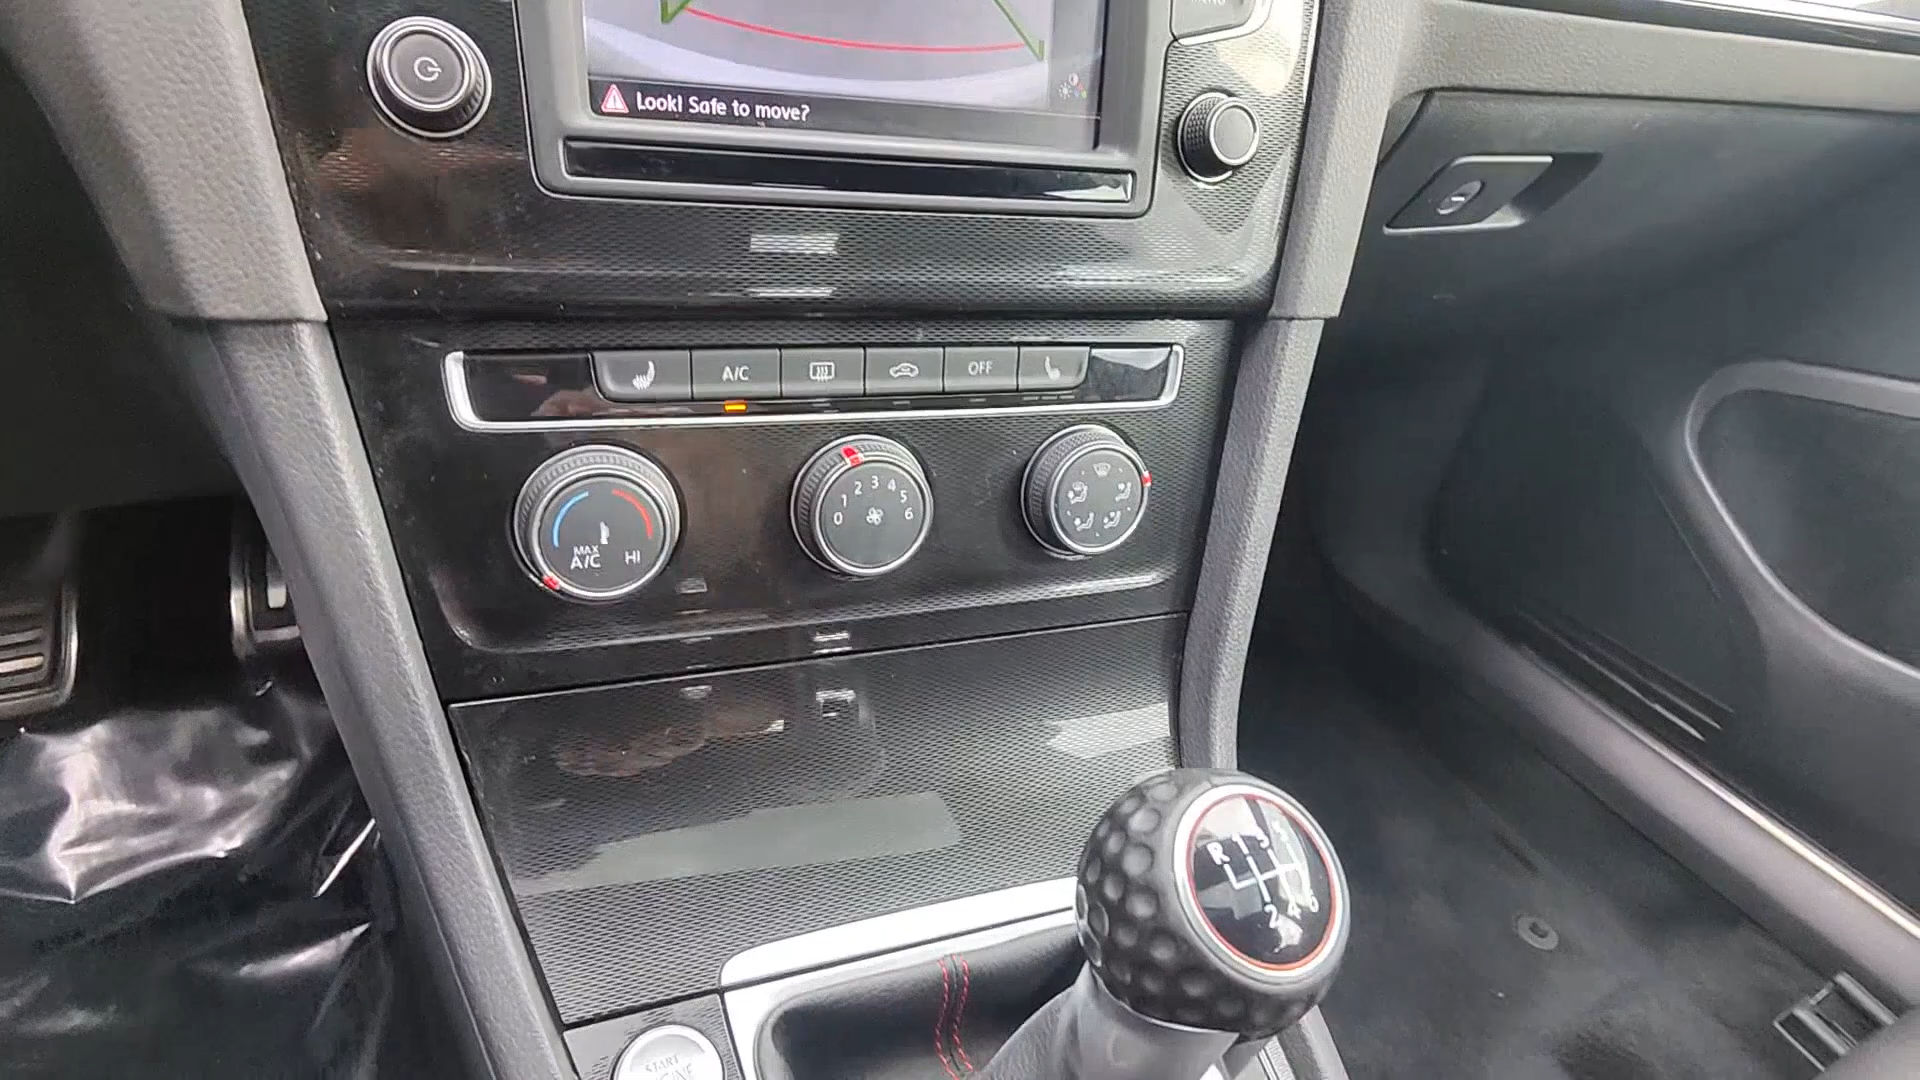 Look! Safe to move?
A/C
OFF
0 1 2 3 4 5 6
MAX
A/C
HI
R 1 3 5
2 4 6
START